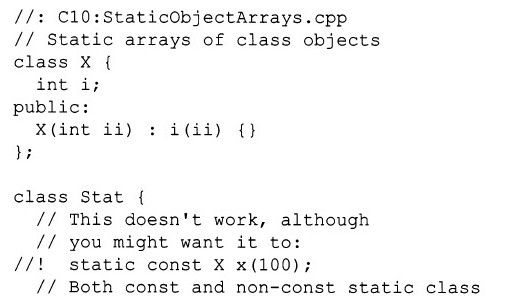 //: C10:StaticObjectArrays.cpp
// Static arrays of class objects
class X {
  int i;
public:
  X(int ii) : i(ii) {}
};

class Stat {
  // This doesn't work, although
  // you might want it to:
//!  static const X x(100);
  // Both const and non-const static class